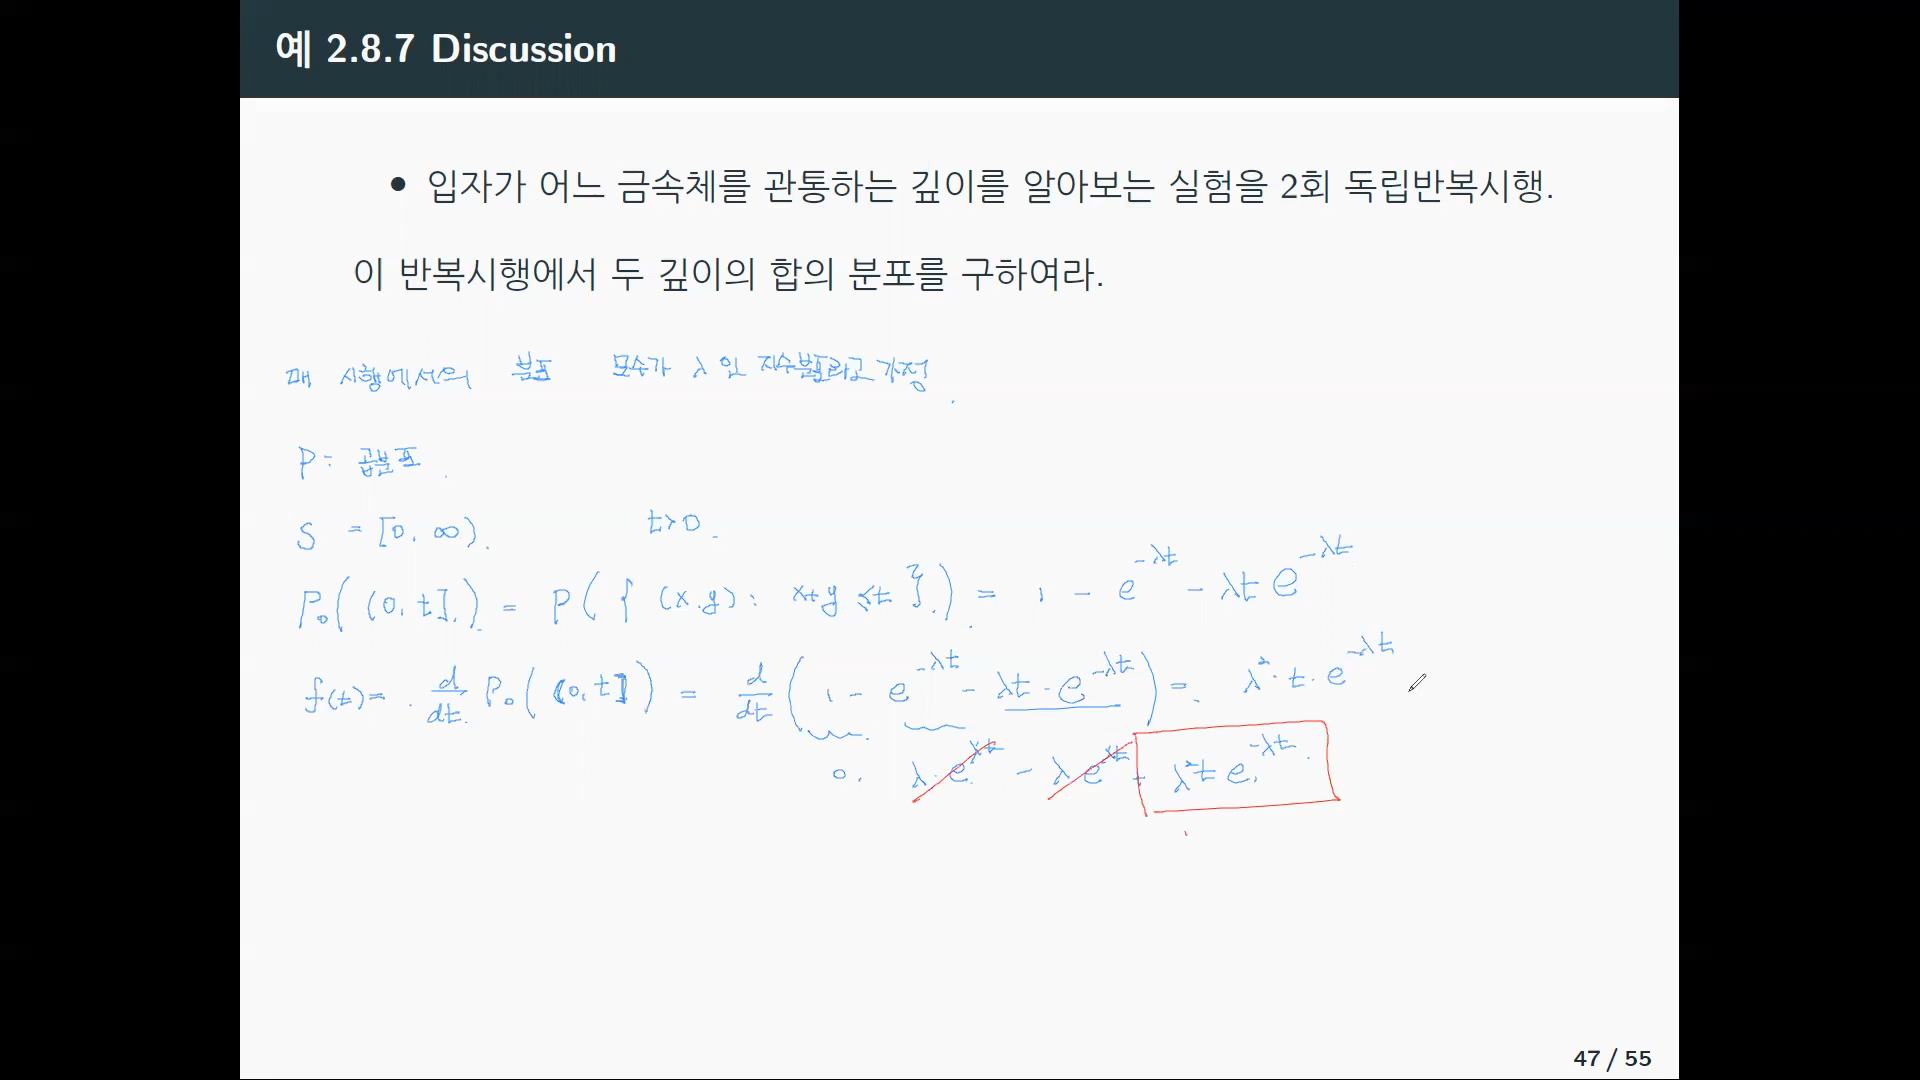 예 2.8.7 Discussion
• 입자가 어느 금속체를 관통하는 깊이를 알아보는 실험을 2회 독립반복시행.
이 반복시행에서 두 깊이의 합의 분포를 구하여라.
매 시행에서의 분포 모수가 λ 인 지수분포라고 가정.
P : 곱분포.
S = [0, ∞). t>0.
P₀((0, t]) = P({(x, y) : x+y ≤ t}) = 1 - e^{-λt} - λt e^{-λt}
f(t) = d/dt P₀((0, t]) = d/dt (1 - e^{-λt} - λt · e^{-λt}) = λ² · t · e^{-λt}
0. λ · e^{-λt} - λ e^{-λt} + λ²t e^{-λt}
47 / 55